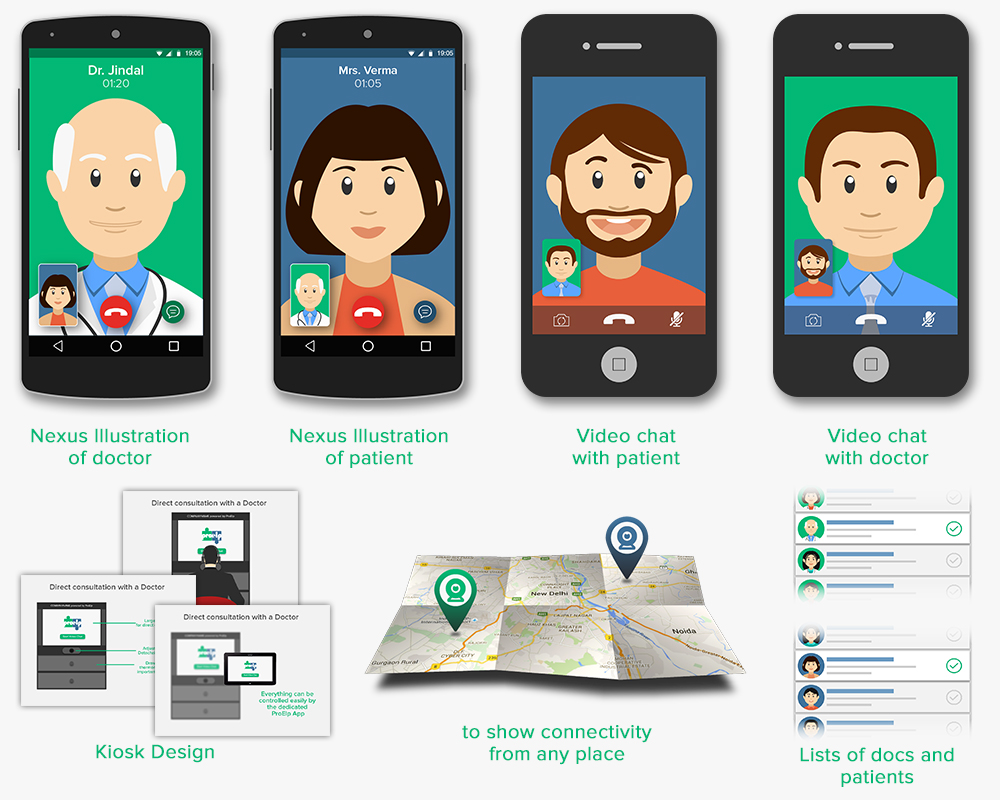 19:05
Dr. Jindal
01:20
19:05
Mrs. Verma
01:05
Nexus Illustration
of doctor
Nexus Illustration
of patient
Video chat
with patient
Video chat
with doctor
Direct consultation with a Doctor
Direct consultation with a Doctor
Direct consultation with a Doctor
Everything can be
controlled easily by
the dedicated
ProElp App
Kiosk Design
New Delhi
Noida
Gurgaon Rural
CYBER CITY
GREATER
KAILASH
to show connectivity
from any place
Lists of docs and
patients